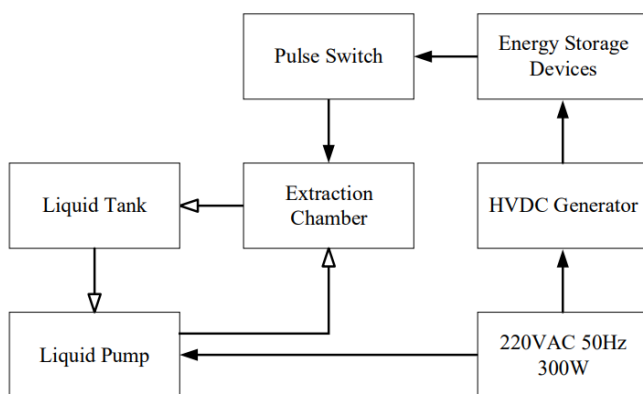 Pulse Switch
Energy Storage
Devices
Liquid Tank
Extraction
Chamber
HVDC Generator
Liquid Pump
220VAC 50Hz
300W